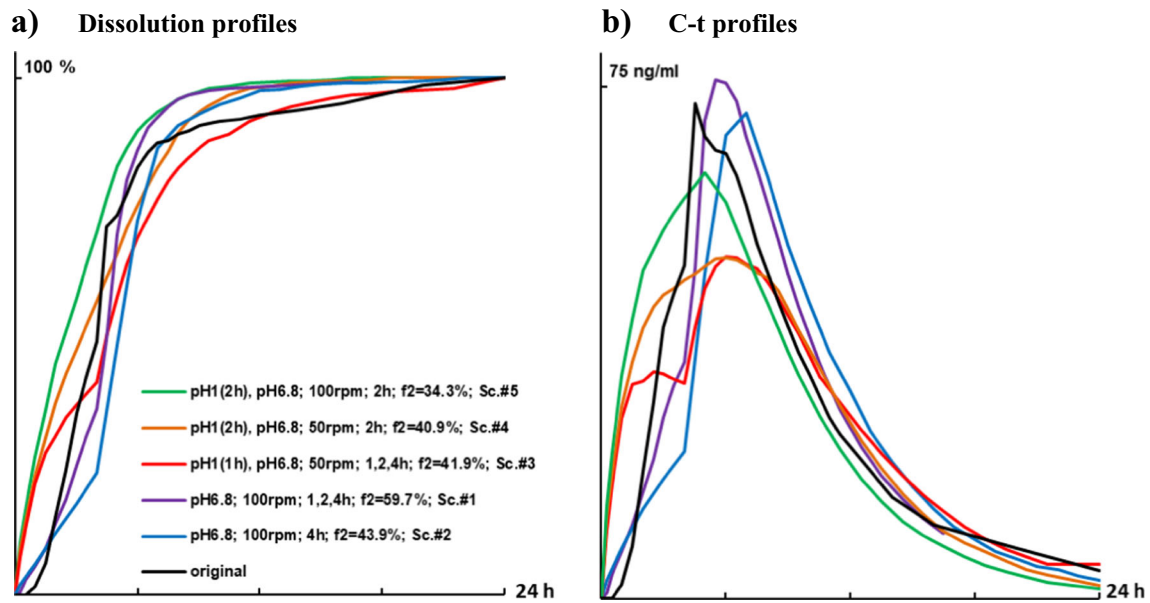 a) Dissolution profiles
100 %
pH1(2h), pH6.8; 100rpm; 2h; f2=34.3%; Sc.#5
pH1(2h), pH6.8; 50rpm; 2h; f2=40.9%; Sc.#4
pH1(1h), pH6.8; 50rpm; 1,2,4h; f2=41.9%; Sc.#3
pH6.8; 100rpm; 1,2,4h; f2=59.7%; Sc.#1
pH6.8; 100rpm; 4h; f2=43.9%; Sc.#2
original
24 h
b) C-t profiles
75 ng/ml
24 h